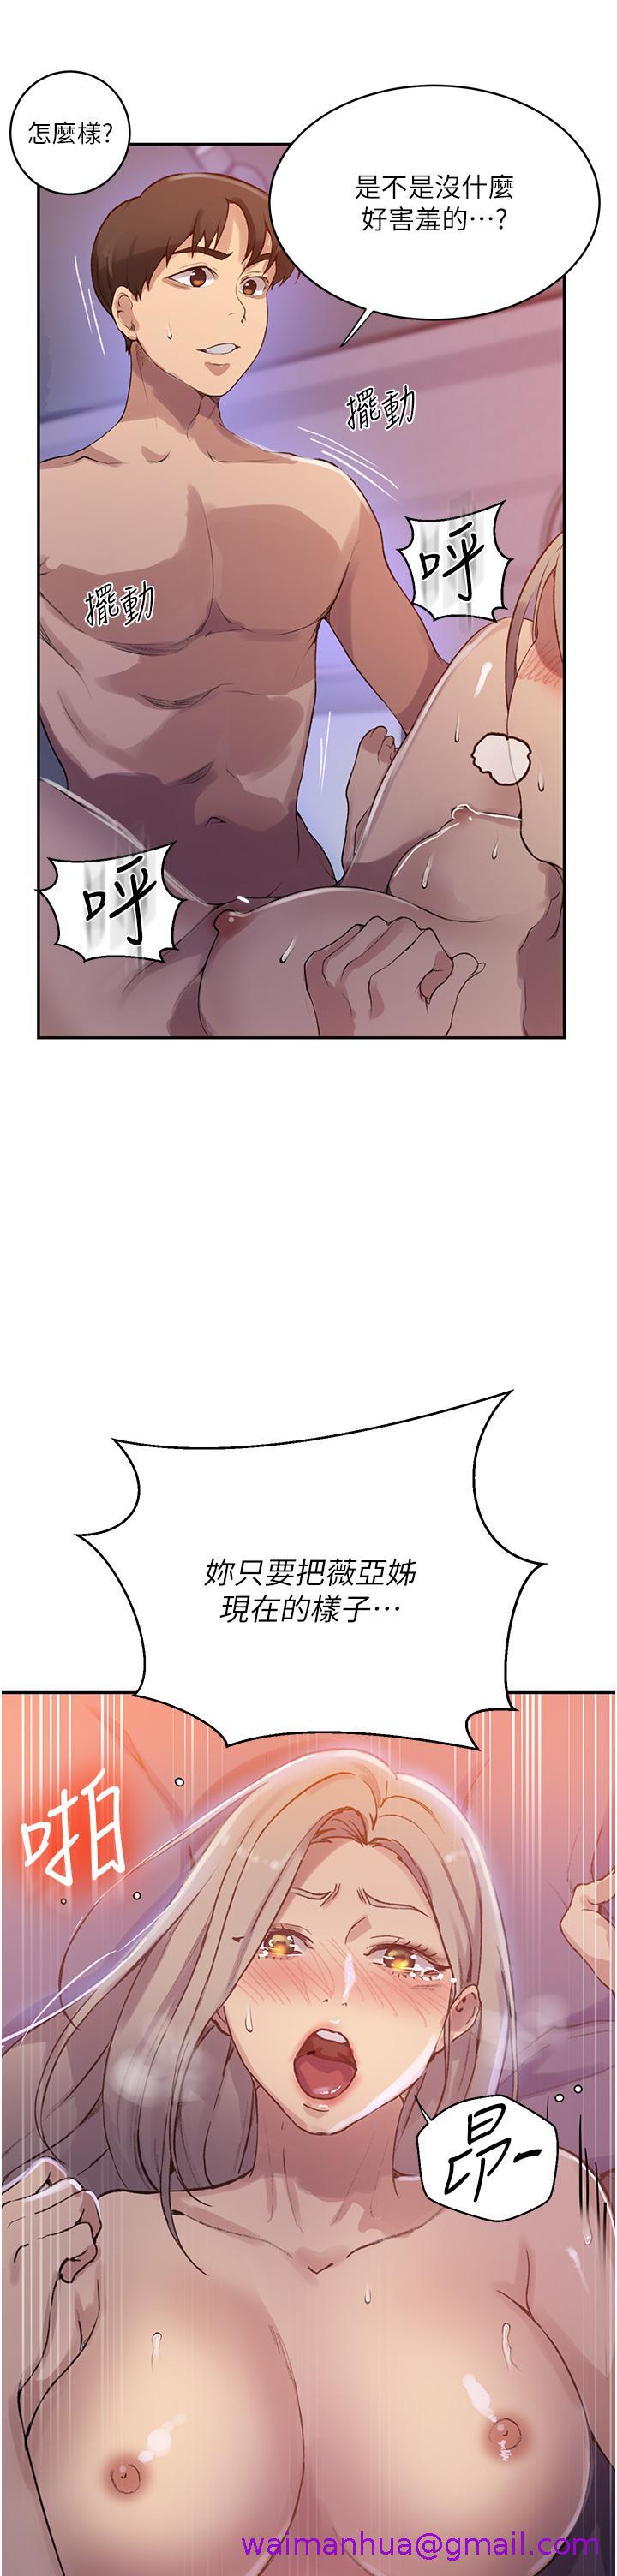 怎麼樣?
是不是沒什麼
好害羞的…?
擺動
呼
擺動
呼
妳只要把薇亞姊
現在的樣子…
啪
昂-
waimanhua@gmail.com